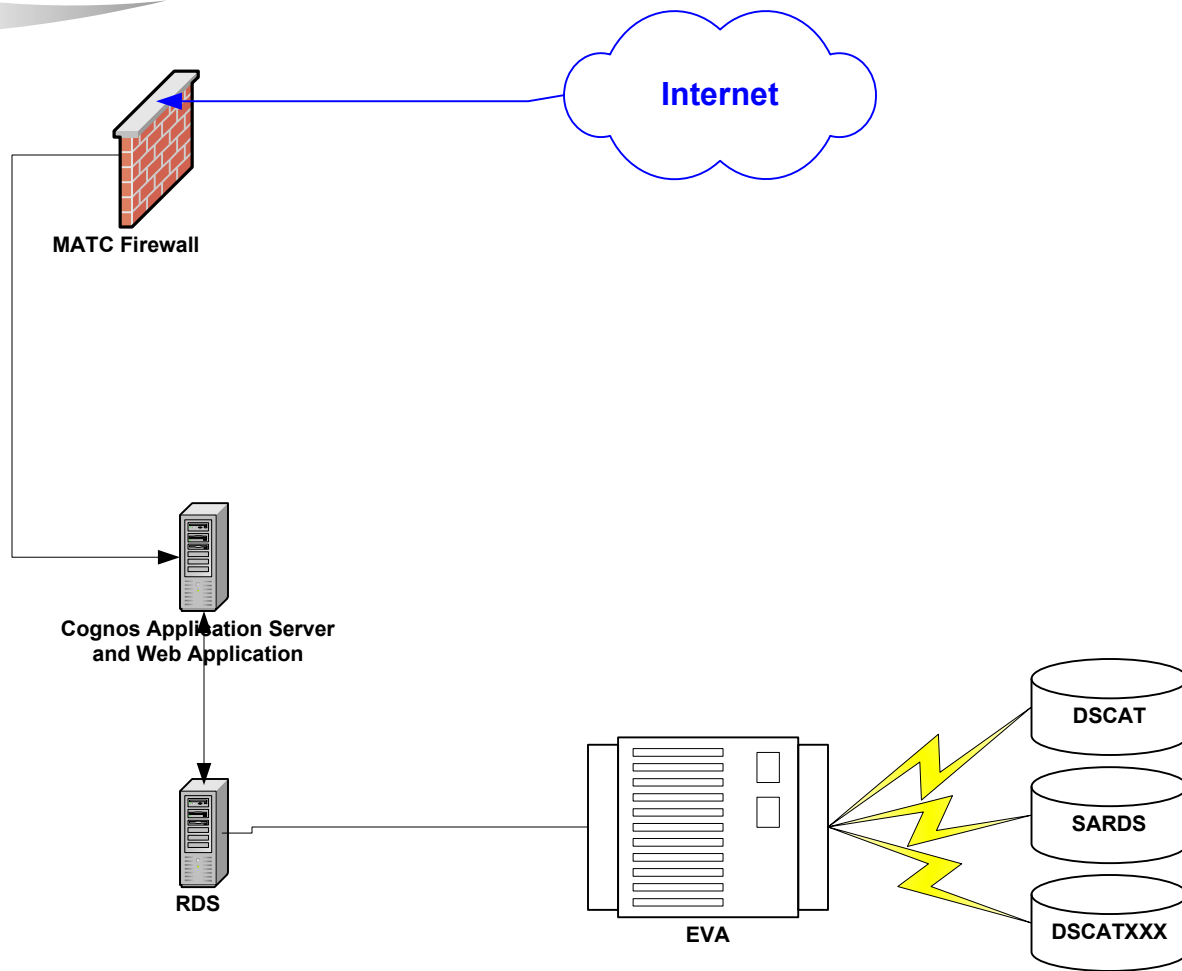 Internet
MATC Firewall
Cognos Application Server
and Web Application
DSCAT
SARDS
RDS
DSCATXXX
EVA